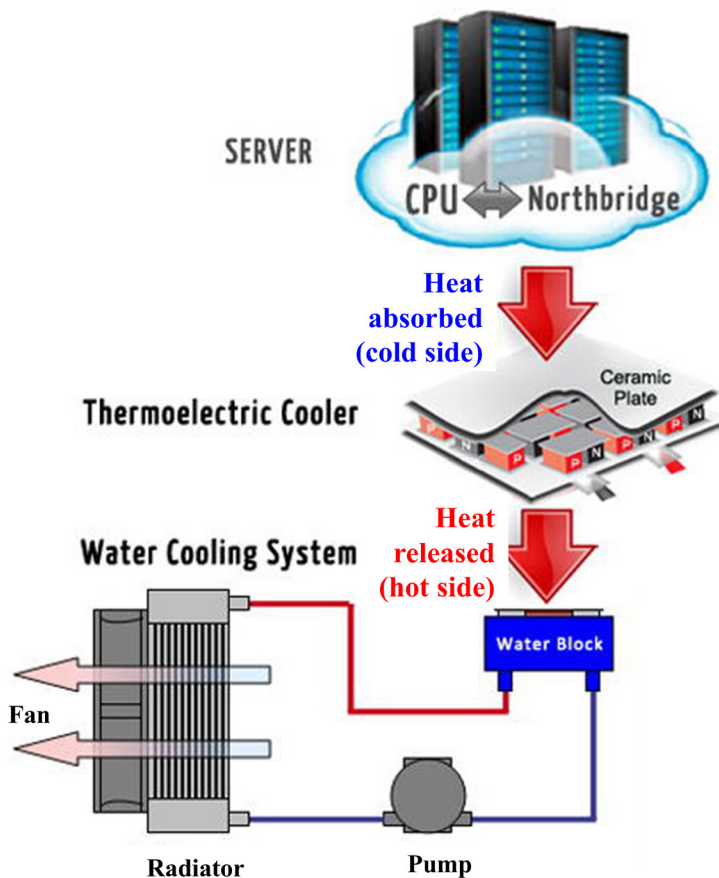 SERVER
CPU Northbridge
Heat
absorbed
(cold side)
Ceramic
Plate
Thermoelectric Cooler
P N P N P N P N
Heat
released
(hot side)
Water Cooling System
Water Block
Fan
Radiator
Pump